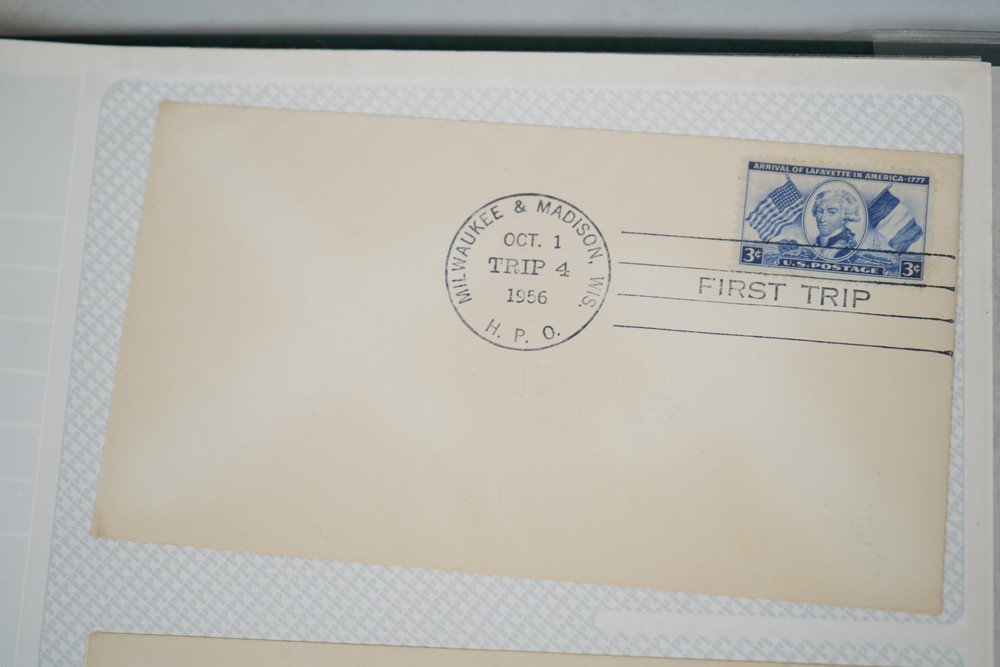 ARRIVAL OF LAFAYETTE IN AMERICA-1777
3¢ U.S. POSTAGE 3¢
MILWAUKEE & MADISON, WIS.
OCT. 1
TRIP 4
1956
H. P. O.
FIRST TRIP